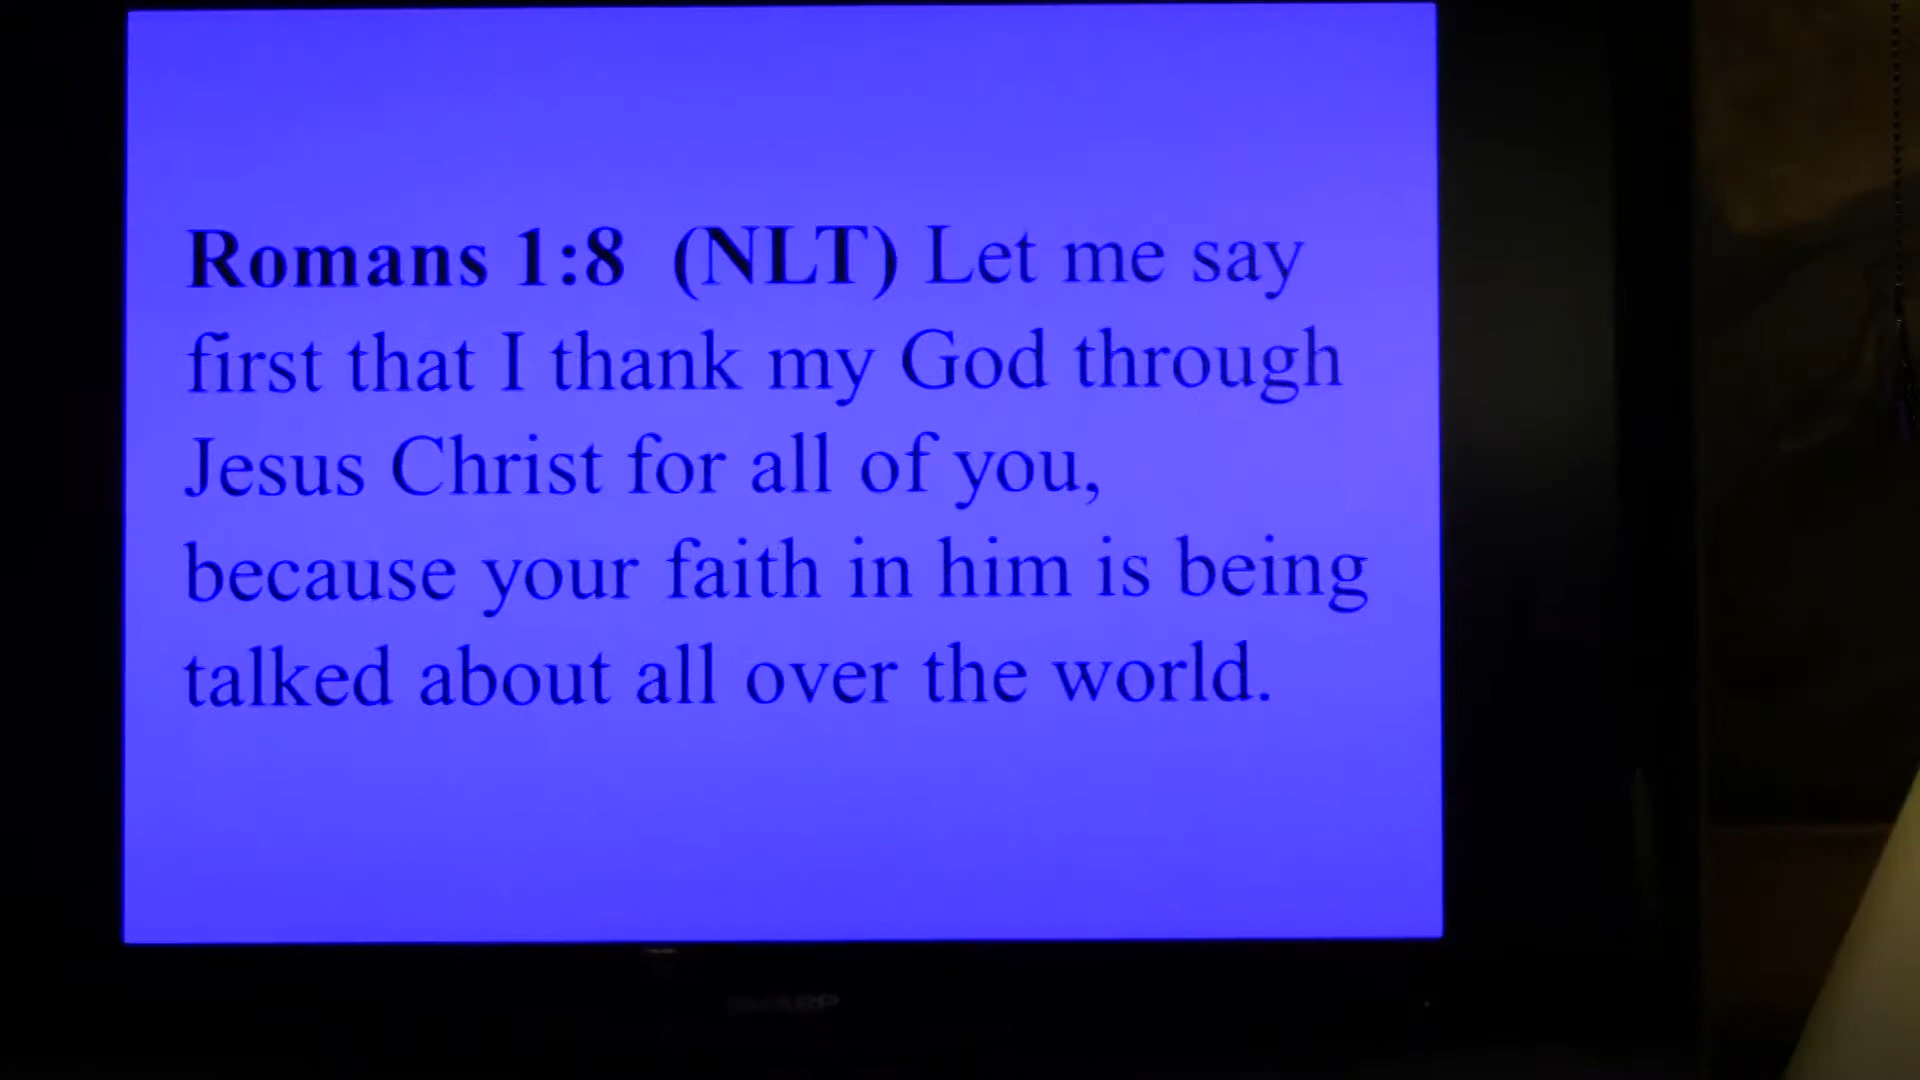 Romans 1:8  (NLT) Let me say
first that I thank my God through
Jesus Christ for all of you,
because your faith in him is being
talked about all over the world.
SHARP